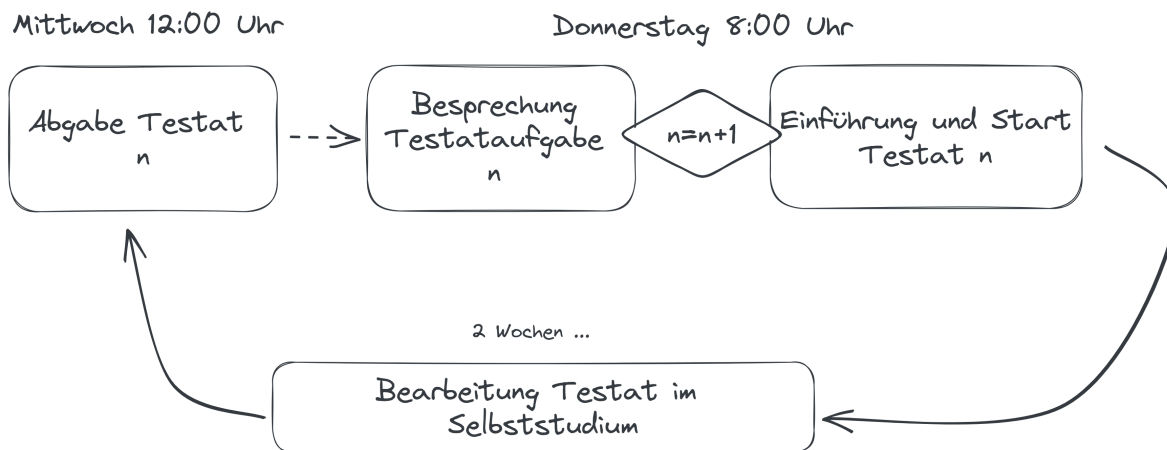 Mittwoch 12:00 Uhr
Donnerstag 8:00 Uhr
Abgabe Testat
n
Besprechung
Testataufgabe
n
n=n+1
Einführung und Start
Testat n
2 Wochen ...
Bearbeitung Testat im
Selbststudium